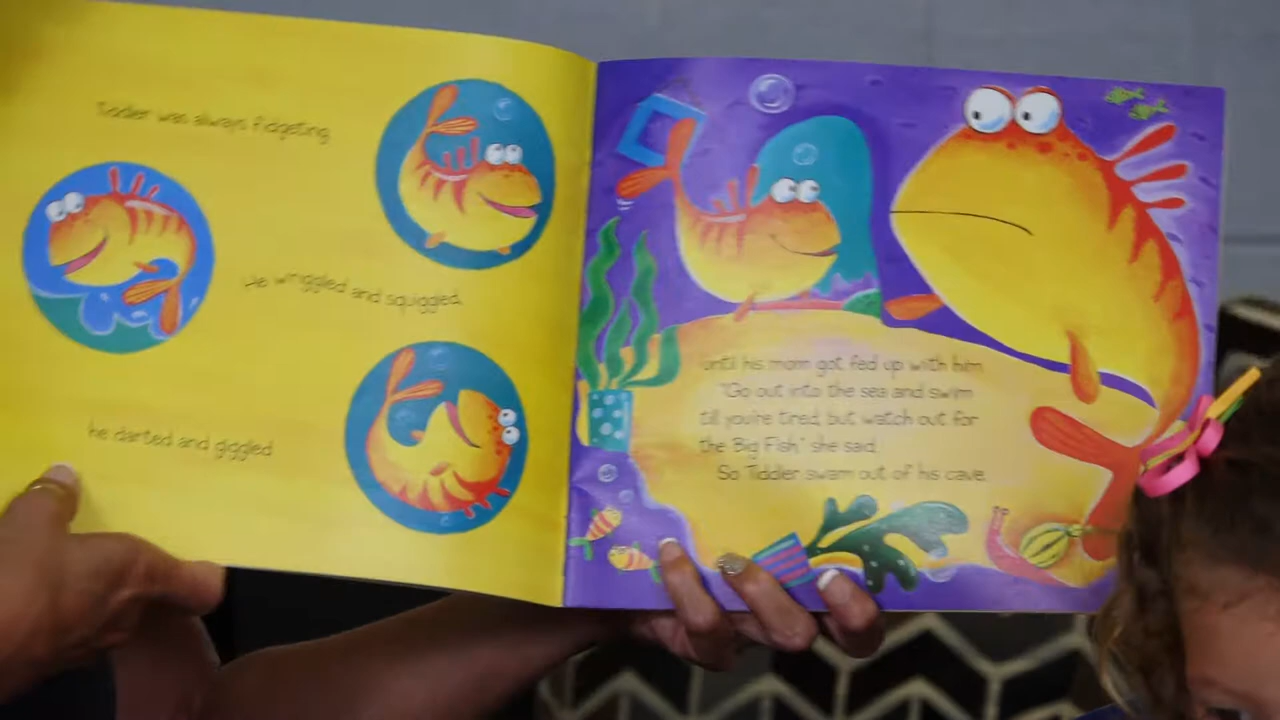 Tiddler was always fidgeting.
He wriggled and squiggled,
he darted and giggled
until his mom got fed up with him.
"Go out into the sea and swim
till you're tired, but watch out for
the Big Fish" she said.
So Tiddler swam out of his cave.